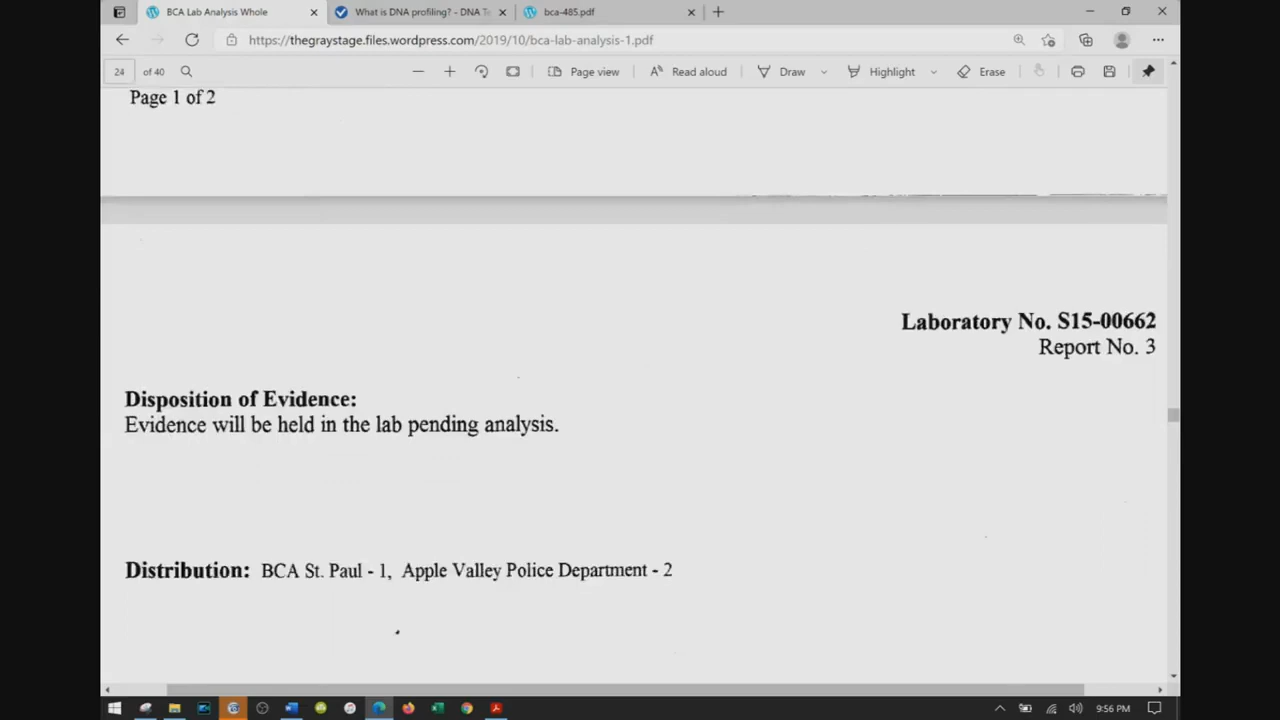 BCA Lab Analysis Whole
What is DNA profiling? - DNA T
bca-485.pdf
https://thegraystage.files.wordpress.com/2019/10/bca-lab-analysis-1.pdf
24 of 40
Page view
Read aloud
Draw
Highlight
Erase
Page 1 of 2
Laboratory No. S15-00662
Report No. 3
Disposition of Evidence:
Evidence will be held in the lab pending analysis.
Distribution: BCA St. Paul - 1, Apple Valley Police Department - 2
9:56 PM